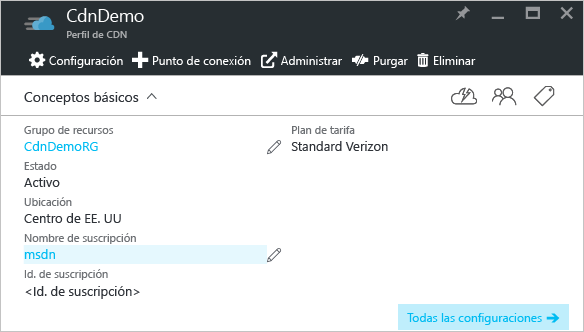 CdnDemo
Perfil de CDN
Configuración Punto de conexión Administrar Purgar Eliminar
Conceptos básicos
Grupo de recursos Plan de tarifa
CdnDemoRG Standard Verizon
Estado
Activo
Ubicación
Centro de EE. UU
Nombre de suscripción
msdn
Id. de suscripción
<Id. de suscripción>
Todas las configuraciones